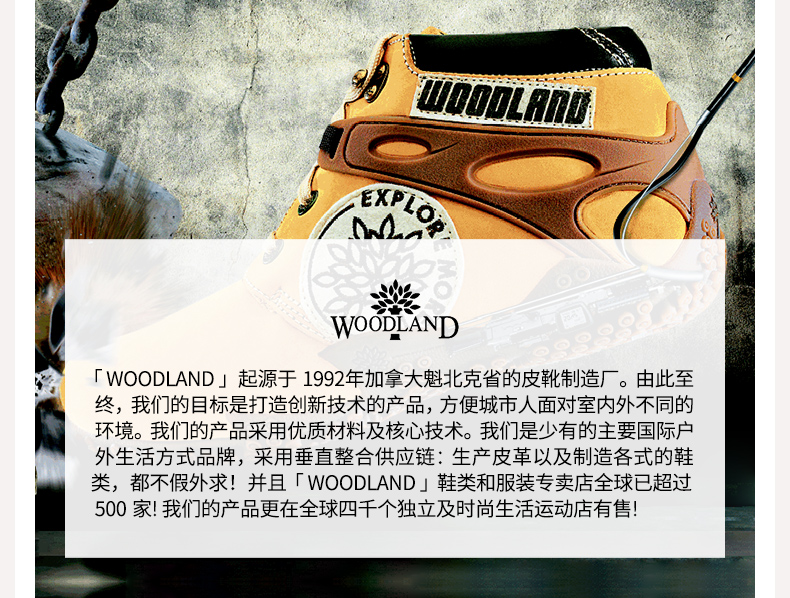 WOODLAND
EXPLORE MOR
WOODLAND
「 WOODLAND 」 起源于 1992年加拿大魁北克省的皮靴制造厂。由此至
终，我们的目标是打造创新技术的产品，方便城市人面对室内外不同的
环境。我们的产品采用优质材料及核心技术。我们是少有的主要国际户
外生活方式品牌，采用垂直整合供应链：生产皮革以及制造各式的鞋
类，都不假外求！并且「 WOODLAND 」鞋类和服装专卖店全球已超过
500 家! 我们的产品更在全球四千个独立及时尚生活运动店有售!